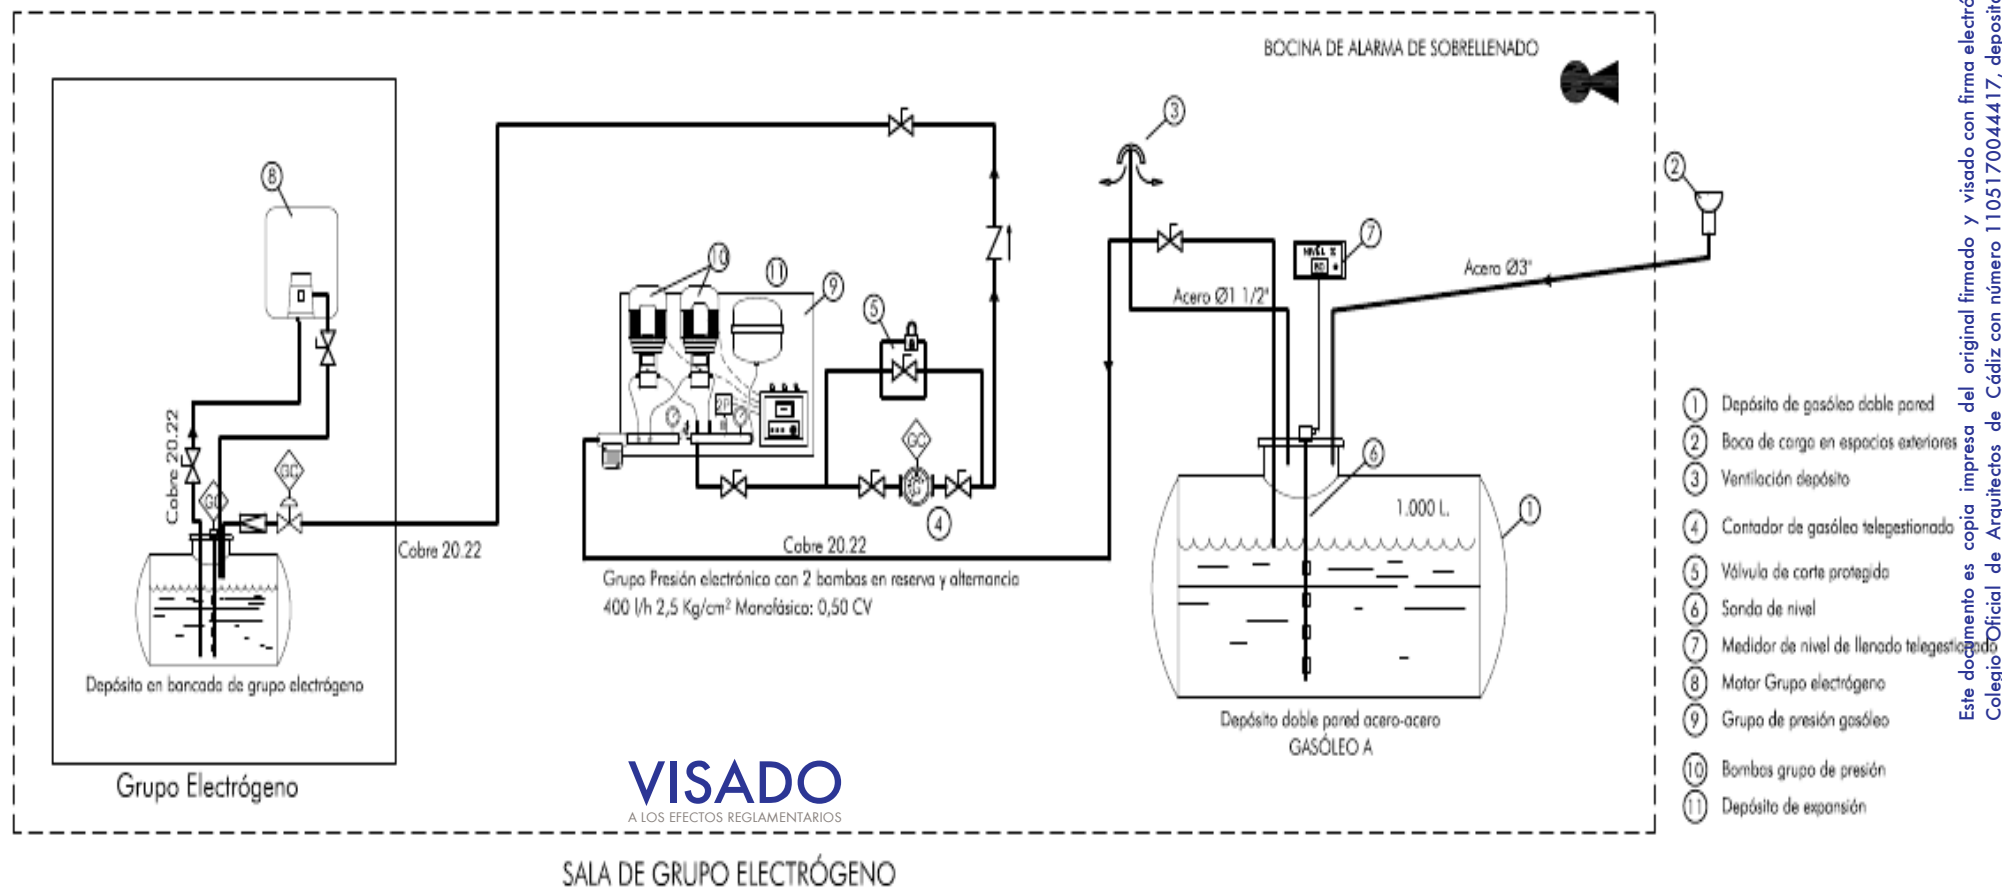 BOCINA DE ALARMA DE SOBRELLENADO
3
2
8
7
NIVEL %
Acero Ø3"
10
11
9
5
Acero Ø1 1/2"
Cobre 20.22
GC
GC
GC
6
1.000 L.
1
4
Cobre 20.22
Cobre 20.22
Grupo Presión electrónico con 2 bombas en reserva y alternancia
400 l/h 2,5 Kg/cm² Monofásico: 0,50 CV
Depósito en bancada de grupo electrógeno
Depósito doble pared acero-acero
GASÓLEO A
Grupo Electrógeno
VISADO
A LOS EFECTOS REGLAMENTARIOS
SALA DE GRUPO ELECTRÓGENO
1 Depósito de gasóleo doble pared
2 Boca de carga en espacios exteriores
3 Ventilación depósito
4 Contador de gasóleo telegestionado
5 Válvula de corte protegida
6 Sonda de nivel
7 Medidor de nivel de llenado telegestionado
8 Motor Grupo electrógeno
9 Grupo de presión gasóleo
10 Bombas grupo de presión
11 Depósito de expansión
Este documento es copia impresa del original firmado y visado con firma electró
Colegio Oficial de Arquitectos de Cádiz con número 1105170044417, deposita